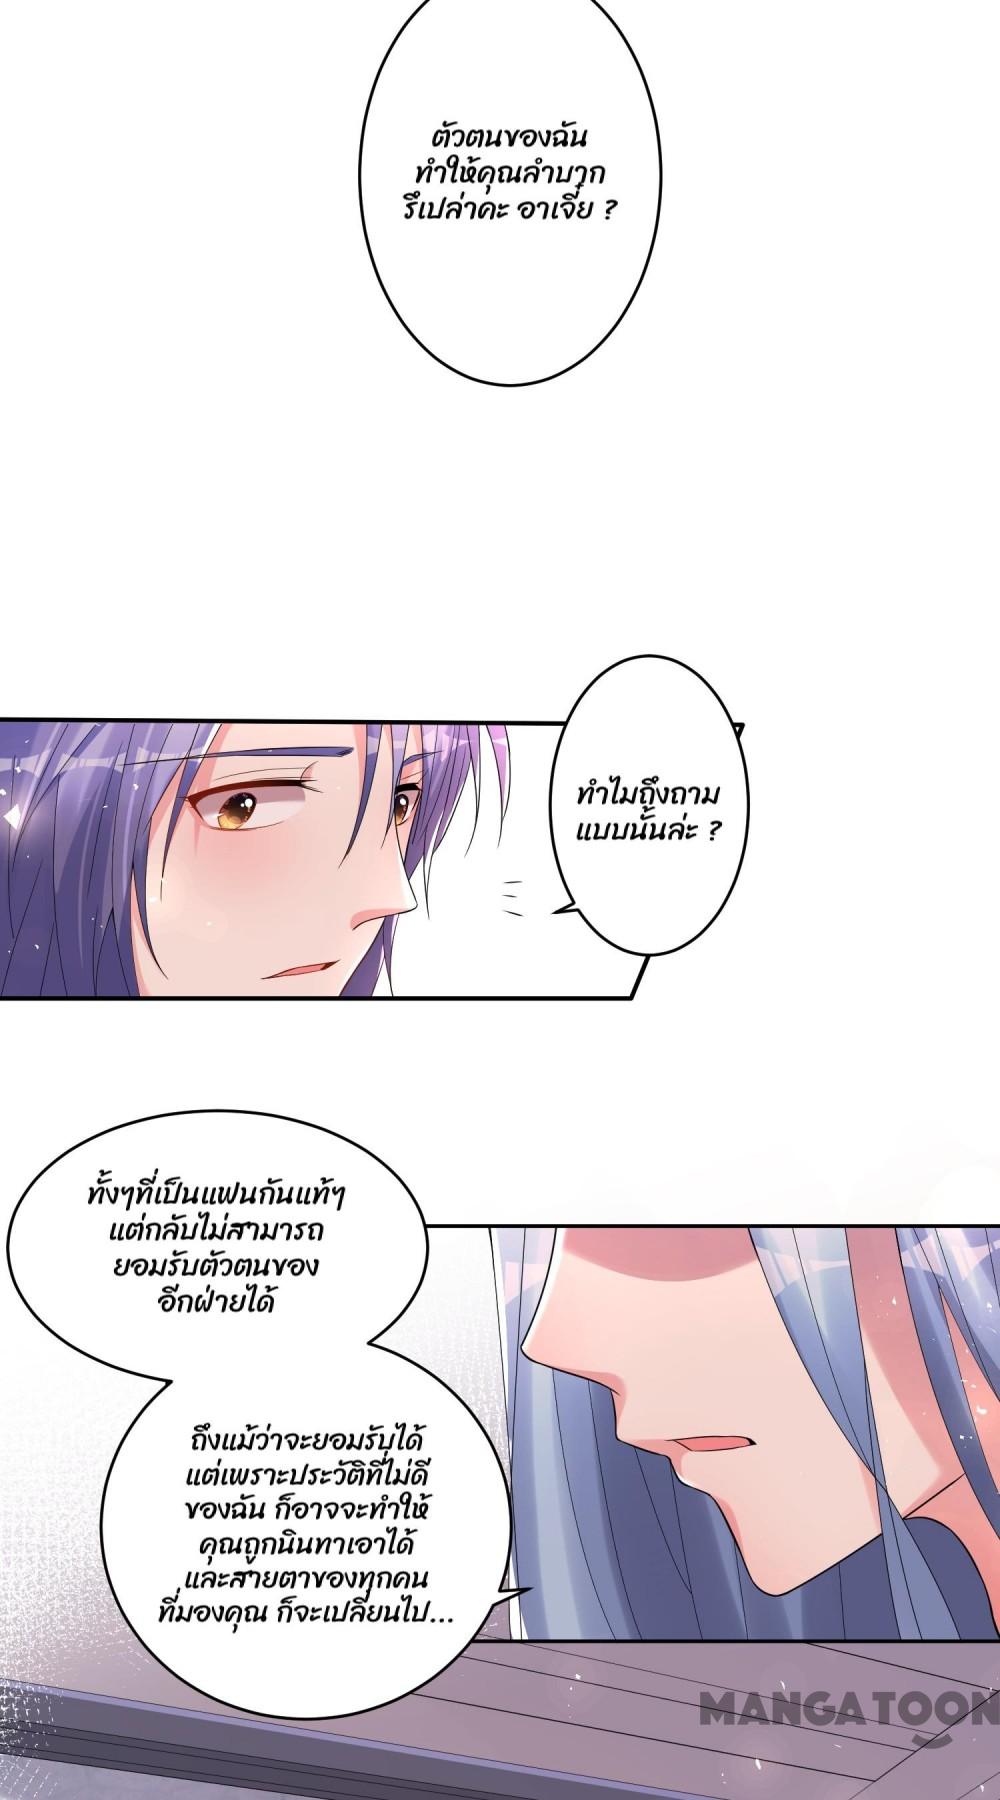 ตัวตนของฉัน
ทำให้คุณลำบาก
รึเปล่าคะ อาเจี๋ย ?
ทำไมถึงถาม
แบบนั้นล่ะ ?
ทั้งๆที่เป็นแฟนกันแท้ๆ
แต่กลับไม่สามารถ
ยอมรับตัวตนของ
อีกฝ่ายได้
ถึงแม้ว่าจะยอมรับได้
แต่เพราะประวัติที่ไม่ดี
ของฉัน ก็อาจจะทำให้
คุณถูกนินทาเอาได้
และสายตาของทุกคน
ที่มองคุณ ก็จะเปลี่ยนไป...
MANGATOON